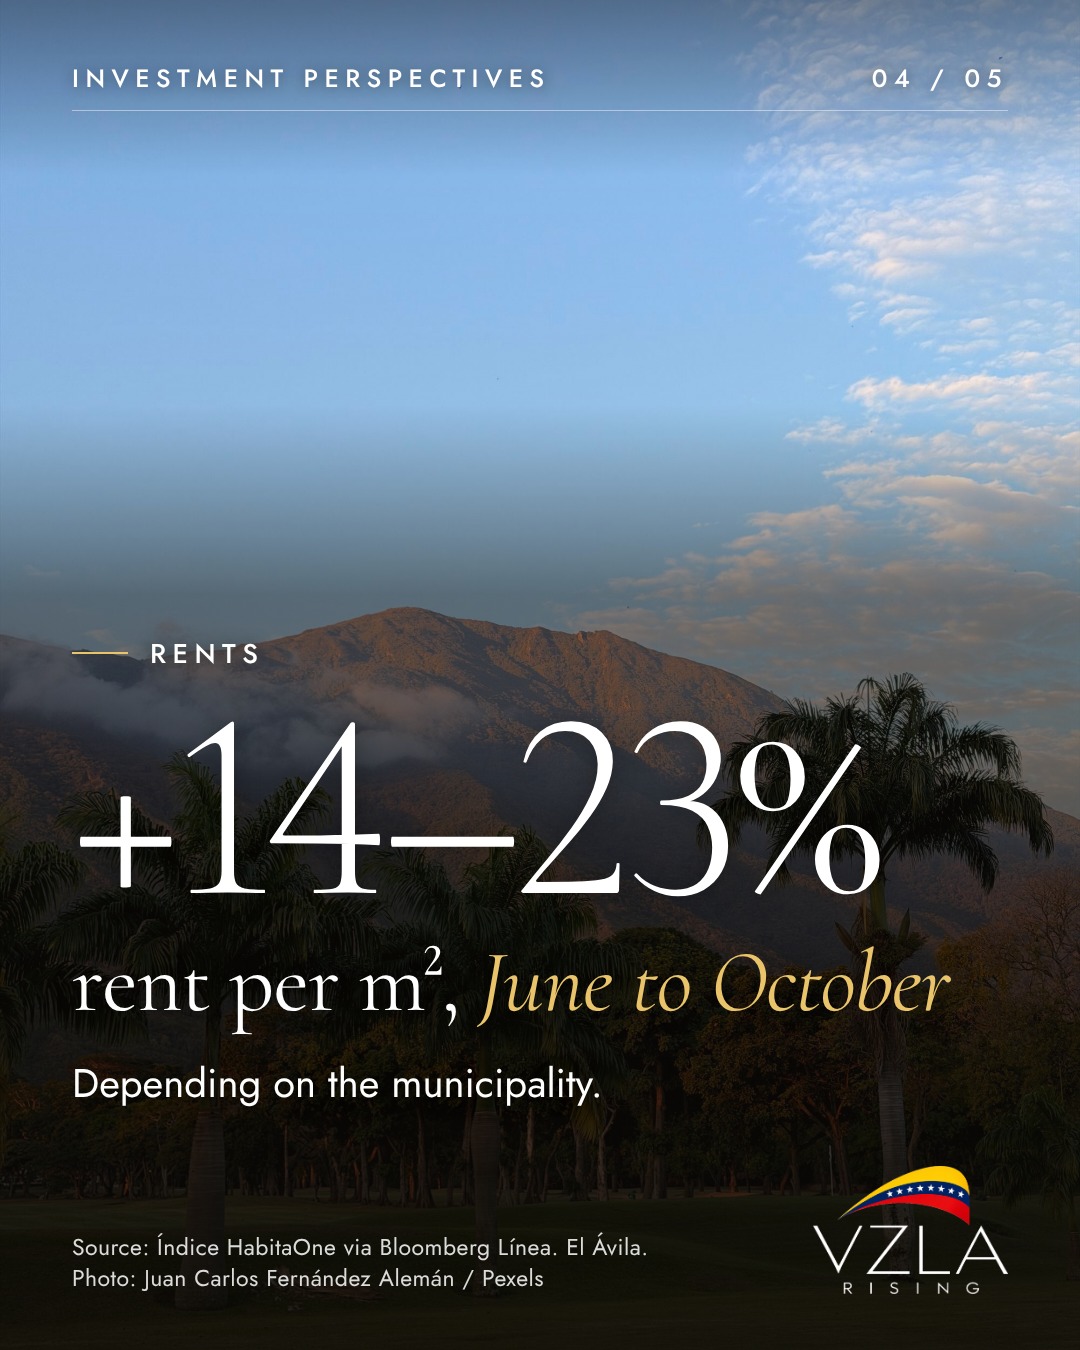 INVESTMENT PERSPECTIVES
04 / 05
RENTS
+14–23%
rent per m², June to October
Depending on the municipality.
Source: Índice HabitaOne via Bloomberg Línea. El Ávila.
Photo: Juan Carlos Fernández Alemán / Pexels
VZLA
RISING